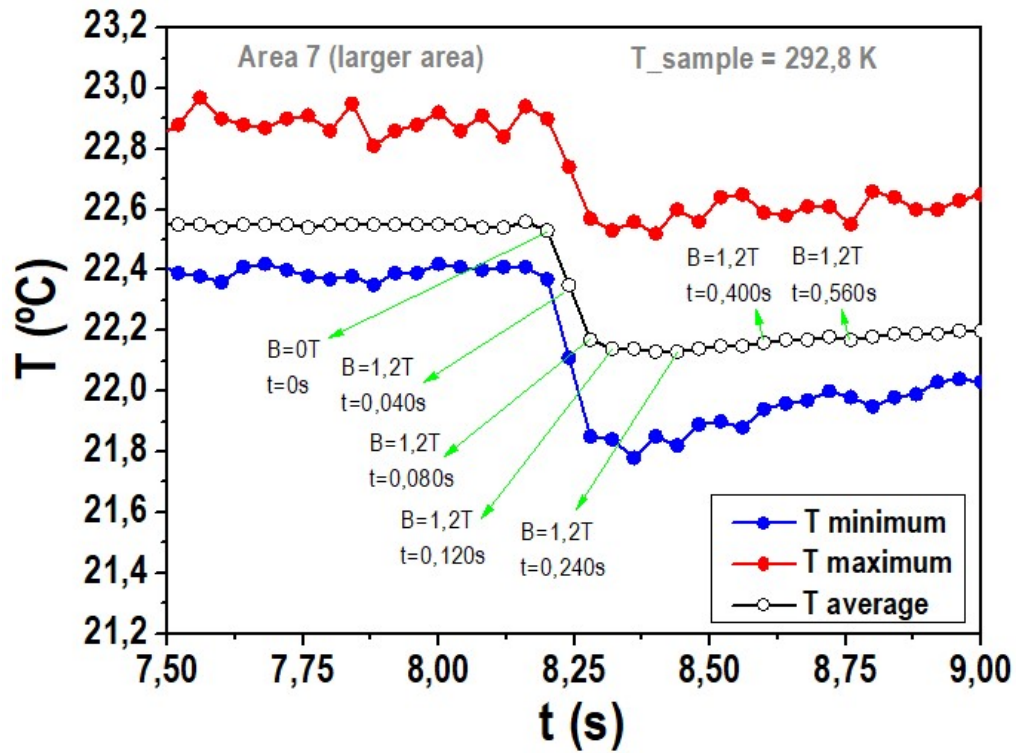 23,2
23,0
22,8
22,6
22,4
22,2
22,0
21,8
21,6
21,4
21,2
T (ºC)
Area 7 (larger area)
T_sample = 292,8 K
B=0T
t=0s
B=1,2T
t=0,040s
B=1,2T
t=0,080s
B=1,2T
t=0,120s
B=1,2T
t=0,240s
B=1,2T
t=0,400s
B=1,2T
t=0,560s
T minimum
T maximum
T average
7,50 7,75 8,00 8,25 8,50 8,75 9,00
t (s)